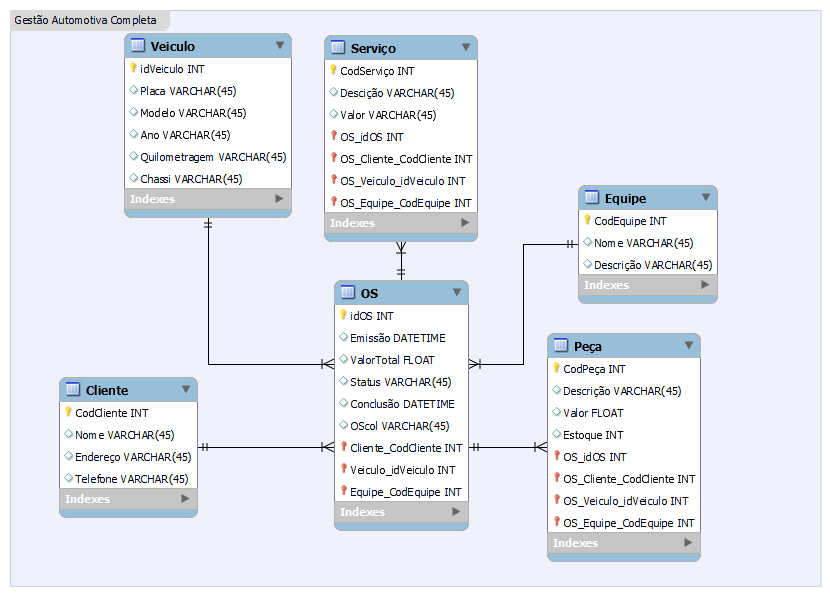 Gestão Automotiva Completa
Veiculo
idVeiculo INT
Placa VARCHAR(45)
Modelo VARCHAR(45)
Ano VARCHAR(45)
Quilometragem VARCHAR(45)
Chassi VARCHAR(45)
Indexes
Serviço
CodServiço INT
Descição VARCHAR(45)
Valor VARCHAR(45)
OS_idOS INT
OS_Cliente_CodCliente INT
OS_Veiculo_idVeiculo INT
OS_Equipe_CodEquipe INT
Indexes
Equipe
CodEquipe INT
Nome VARCHAR(45)
Descrição VARCHAR(45)
Indexes
OS
idOS INT
Emissão DATETIME
ValorTotal FLOAT
Status VARCHAR(45)
Conclusão DATETIME
OScol VARCHAR(45)
Cliente_CodCliente INT
Veiculo_idVeiculo INT
Equipe_CodEquipe INT
Indexes
Peça
CodPeça INT
Descrição VARCHAR(45)
Valor FLOAT
Estoque INT
OS_idOS INT
OS_Cliente_CodCliente INT
OS_Veiculo_idVeiculo INT
OS_Equipe_CodEquipe INT
Indexes
Cliente
CodCliente INT
Nome VARCHAR(45)
Endereço VARCHAR(45)
Telefone VARCHAR(45)
Indexes